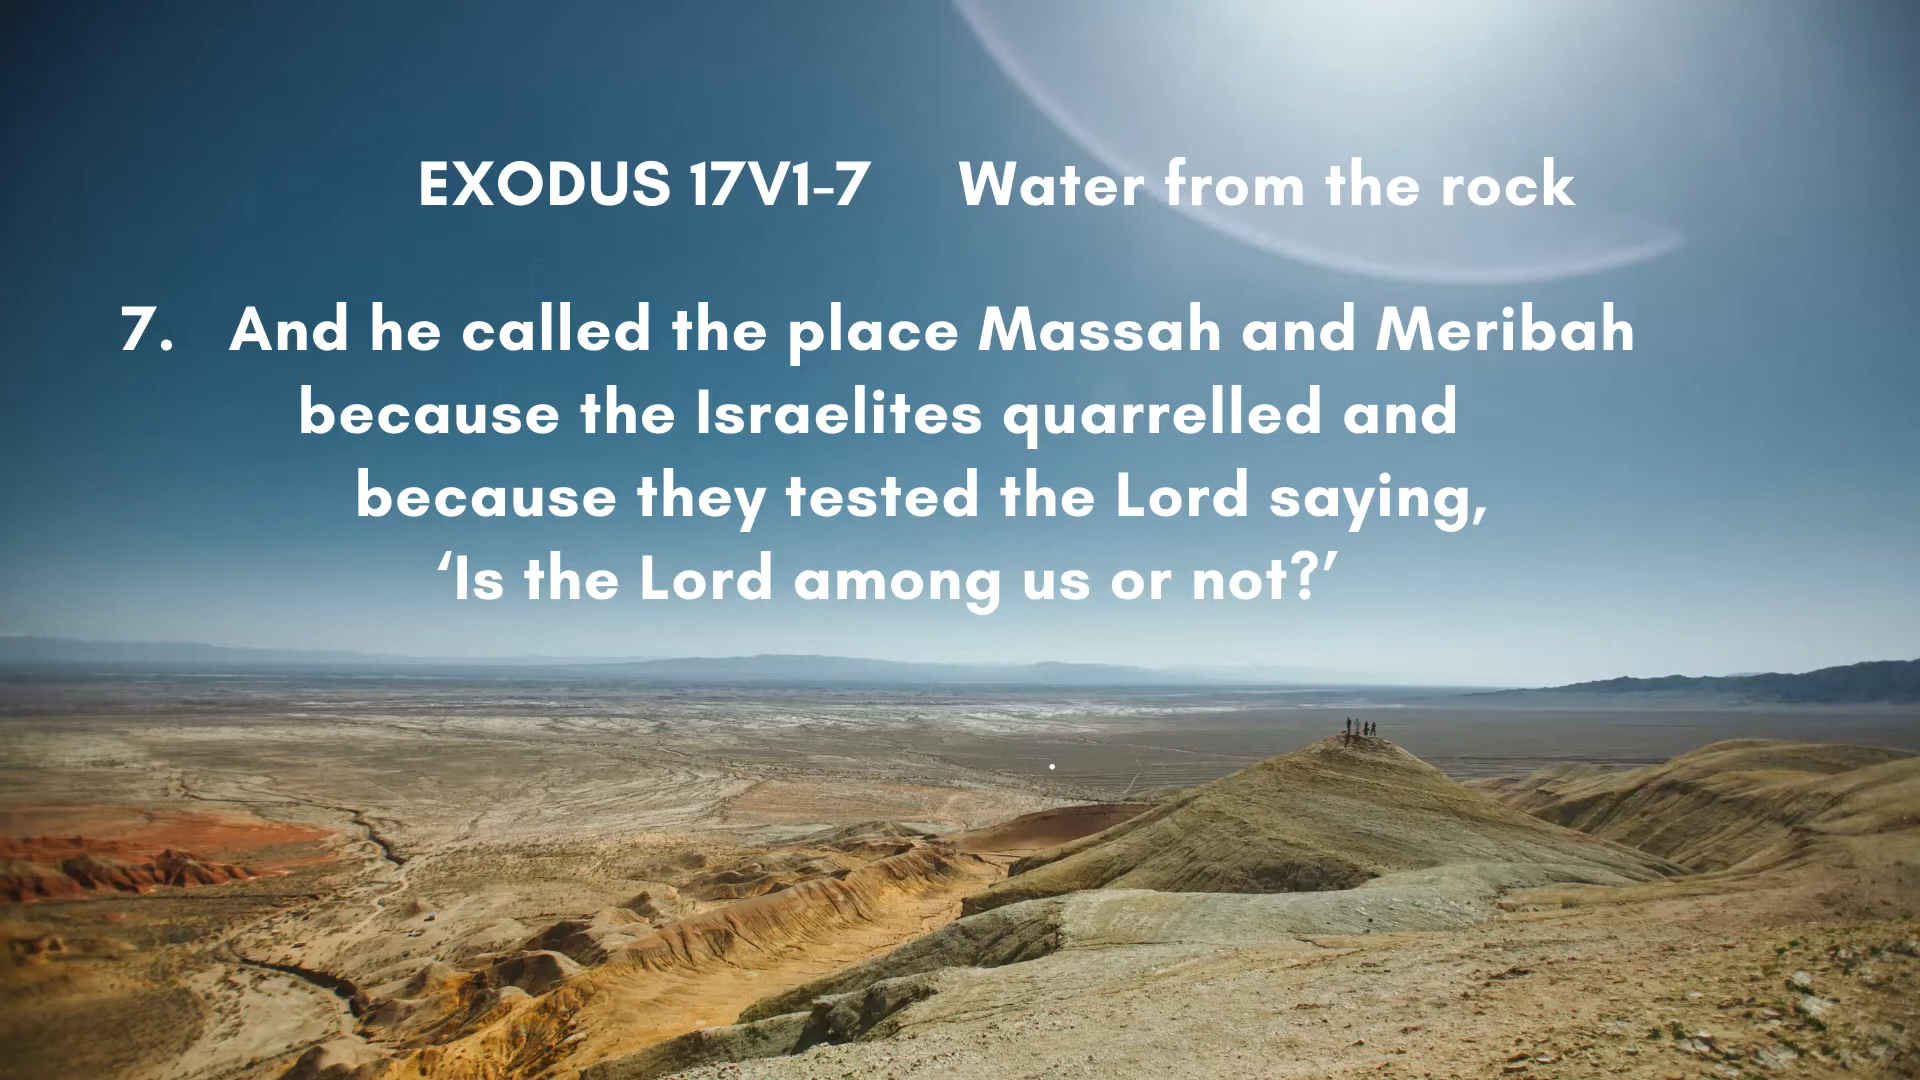 EXODUS 17V1-7 Water from the rock
7. And he called the place Massah and Meribah
because the Israelites quarrelled and
because they tested the Lord saying,
‘Is the Lord among us or not?’